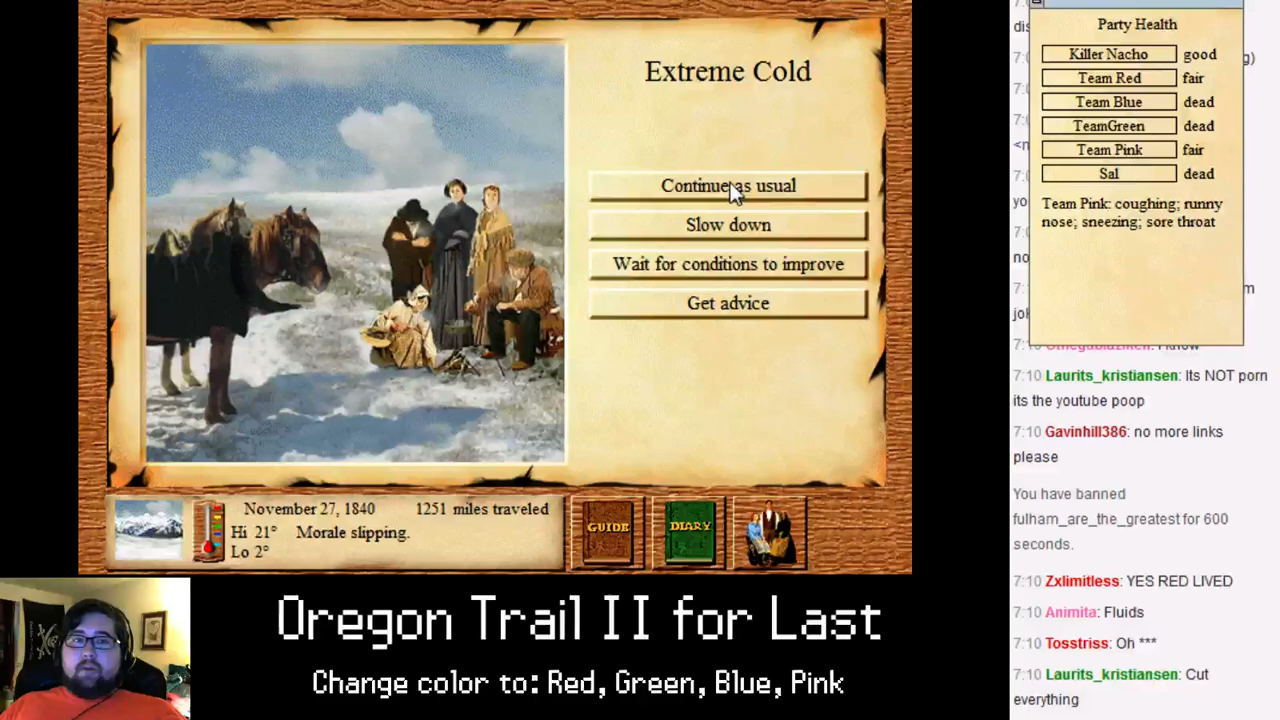 Extreme Cold
Continue as usual
Slow down
Wait for conditions to improve
Get advice
November 27, 1840 1251 miles traveled
Hi 21° Morale slipping.
Lo 2°
GUIDE
DIARY
Oregon Trail II for Last
Change color to: Red, Green, Blue, Pink
Party Health
Killer Nacho good
Team Red fair
Team Blue dead
TeamGreen dead
Team Pink fair
Sal dead
Team Pink: coughing; runny
nose; sneezing; sore throat
7:10 Laurits_kristiansen: Its NOT porn
its the youtube poop
7:10 Gavinhill386: no more links
please
You have banned
fulham_are_the_greatest for 600
seconds.
7:10 Zxlimitless: YES RED LIVED
7:10 Animita: Fluids
7:10 Tosstriss: Oh ***
7:10 Laurits_kristiansen: Cut
everything